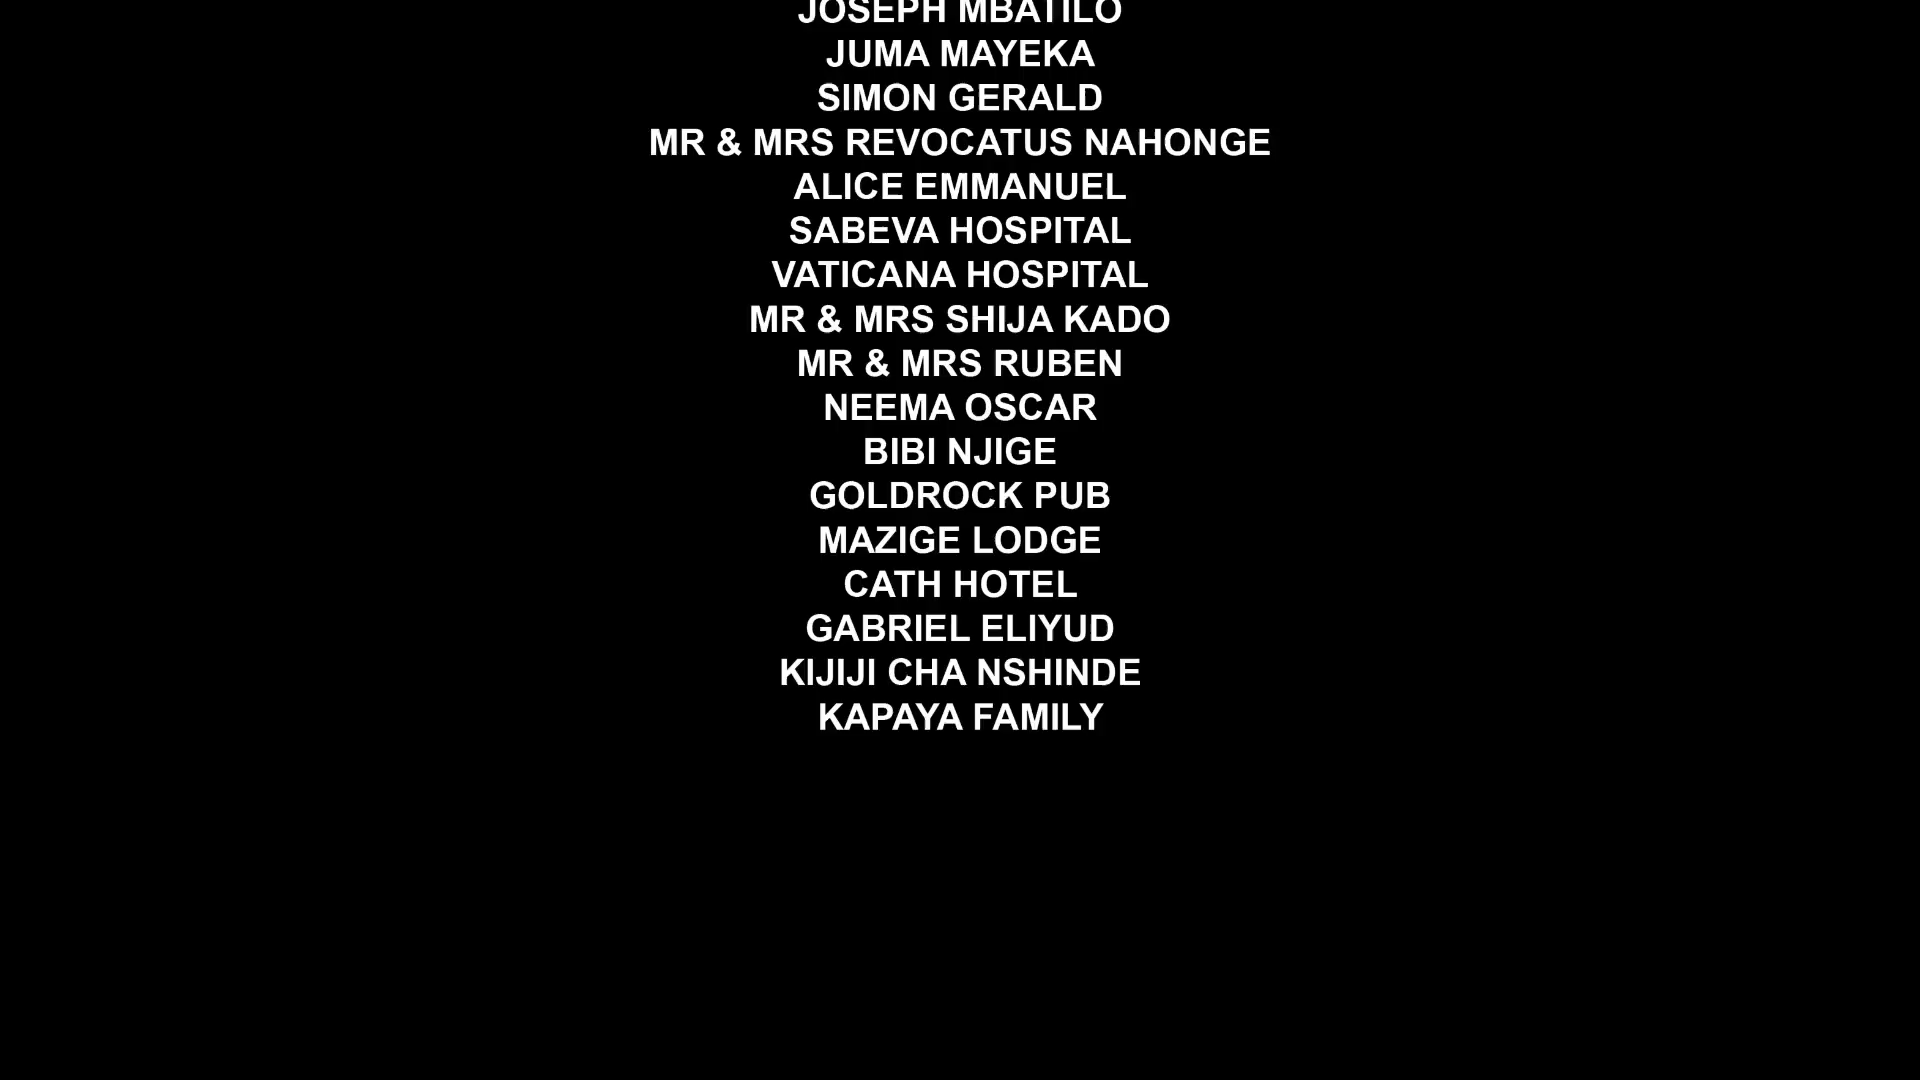 JOSEPH MBATILO
JUMA MAYEKA
SIMON GERALD
MR & MRS REVOCATUS NAHONGE
ALICE EMMANUEL
SABEVA HOSPITAL
VATICANA HOSPITAL
MR & MRS SHIJA KADO
MR & MRS RUBEN
NEEMA OSCAR
BIBI NJIGE
GOLDROCK PUB
MAZIGE LODGE
CATH HOTEL
GABRIEL ELIYUD
KIJIJI CHA NSHINDE
KAPAYA FAMILY